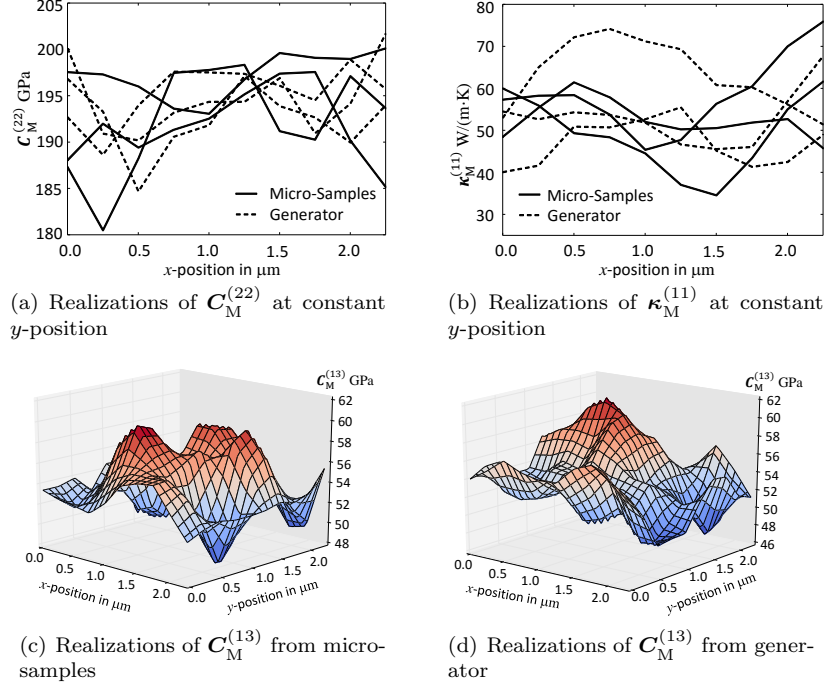 205
200
195
190
185
180
C_M^(22) GPa
Micro-Samples
Generator
0.0 0.5 1.0 1.5 2.0
x-position in μm
(a) Realizations of C_M^(22) at constant
y-position
80
70
60
50
40
30
κ_M^(11) W/(m·K)
Micro-Samples
Generator
0.0 0.5 1.0 1.5 2.0
x-position in μm
(b) Realizations of κ_M^(11) at constant
y-position
C_M^(13) GPa
62
60
58
56
54
52
50
48
0.0 0.5 1.0 1.5 2.0
x-position in μm
0.0 0.5 1.0 1.5 2.0
y-position in μm
(c) Realizations of C_M^(13) from micro-
samples
C_M^(13) GPa
62
60
58
56
54
52
50
48
46
0.0 0.5 1.0 1.5 2.0
x-position in μm
0.0 0.5 1.0 1.5 2.0
y-position in μm
(d) Realizations of C_M^(13) from gener-
ator